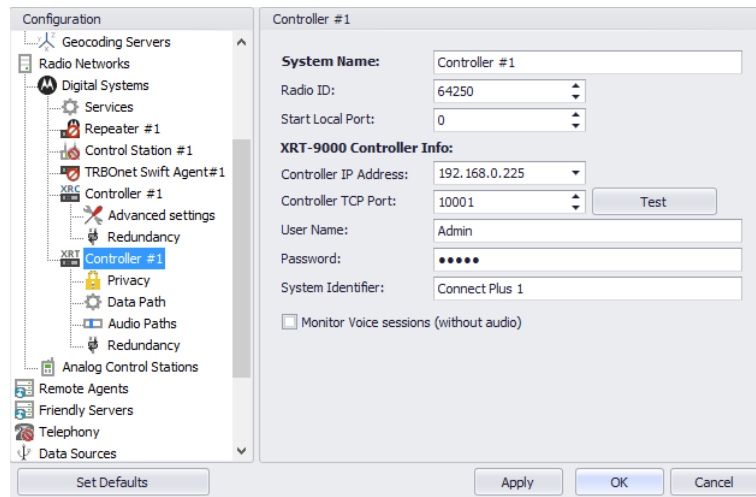 Configuration
Geocoding Servers
Radio Networks
Digital Systems
Services
Repeater #1
Control Station #1
TRBOnet Swift Agent#1
XRC Controller #1
Advanced settings
Redundancy
XRT Controller #1
Privacy
Data Path
Audio Paths
Redundancy
Analog Control Stations
Remote Agents
Friendly Servers
Telephony
Data Sources
Set Defaults
Controller #1
System Name: Controller #1
Radio ID: 64250
Start Local Port: 0
XRT-9000 Controller Info:
Controller IP Address: 192.168.0.225
Controller TCP Port: 10001 Test
User Name: Admin
Password: •••••
System Identifier: Connect Plus 1
Monitor Voice sessions (without audio)
Apply OK Cancel